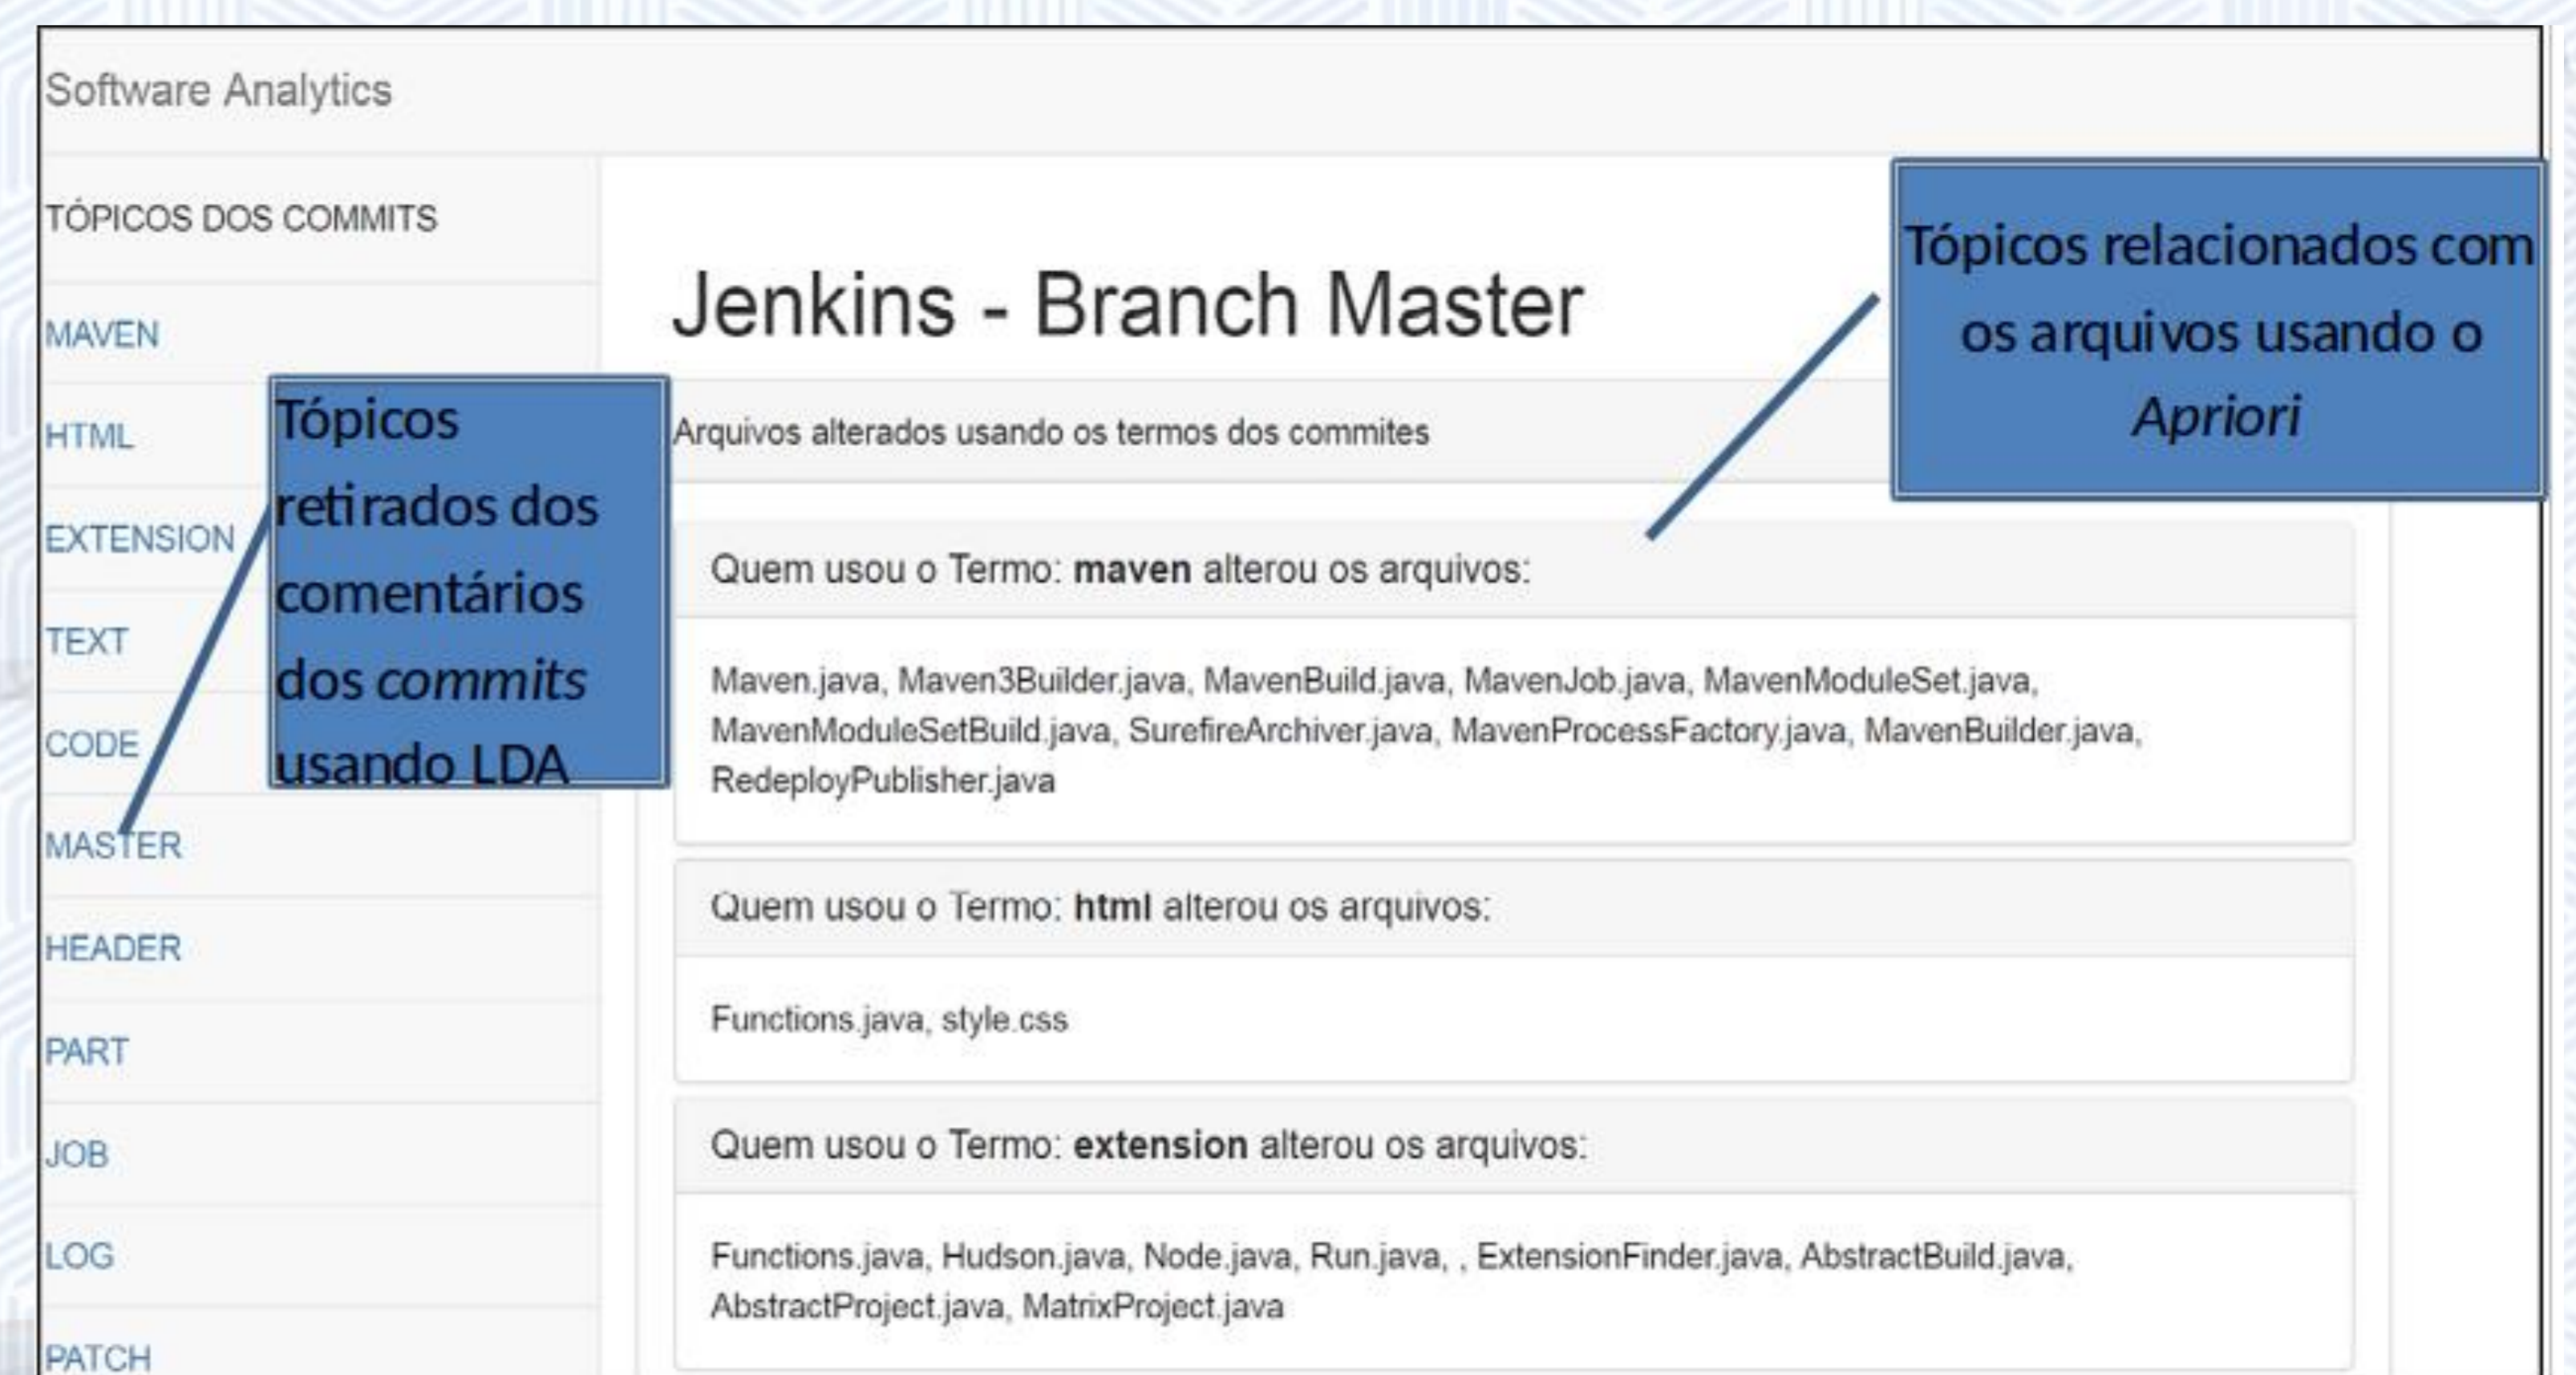 Software Analytics
TÓPICOS DOS COMMITS
MAVEN
HTML
EXTENSION
TEXT
CODE
MASTER
HEADER
PART
JOB
LOG
PATCH
Tópicos
retirados dos
comentários
dos commits
usando LDA
Jenkins - Branch Master
Tópicos relacionados com
os arquivos usando o
Apriori
Arquivos alterados usando os termos dos commites
Quem usou o Termo: maven alterou os arquivos:
Maven.java, Maven3Builder.java, MavenBuild.java, MavenJob.java, MavenModuleSet.java,
MavenModuleSetBuild.java, SurefireArchiver.java, MavenProcessFactory.java, MavenBuilder.java,
RedeployPublisher.java
Quem usou o Termo: html alterou os arquivos:
Functions.java, style.css
Quem usou o Termo: extension alterou os arquivos:
Functions.java, Hudson.java, Node.java, Run.java, , ExtensionFinder.java, AbstractBuild.java,
AbstractProject.java, MatrixProject.java